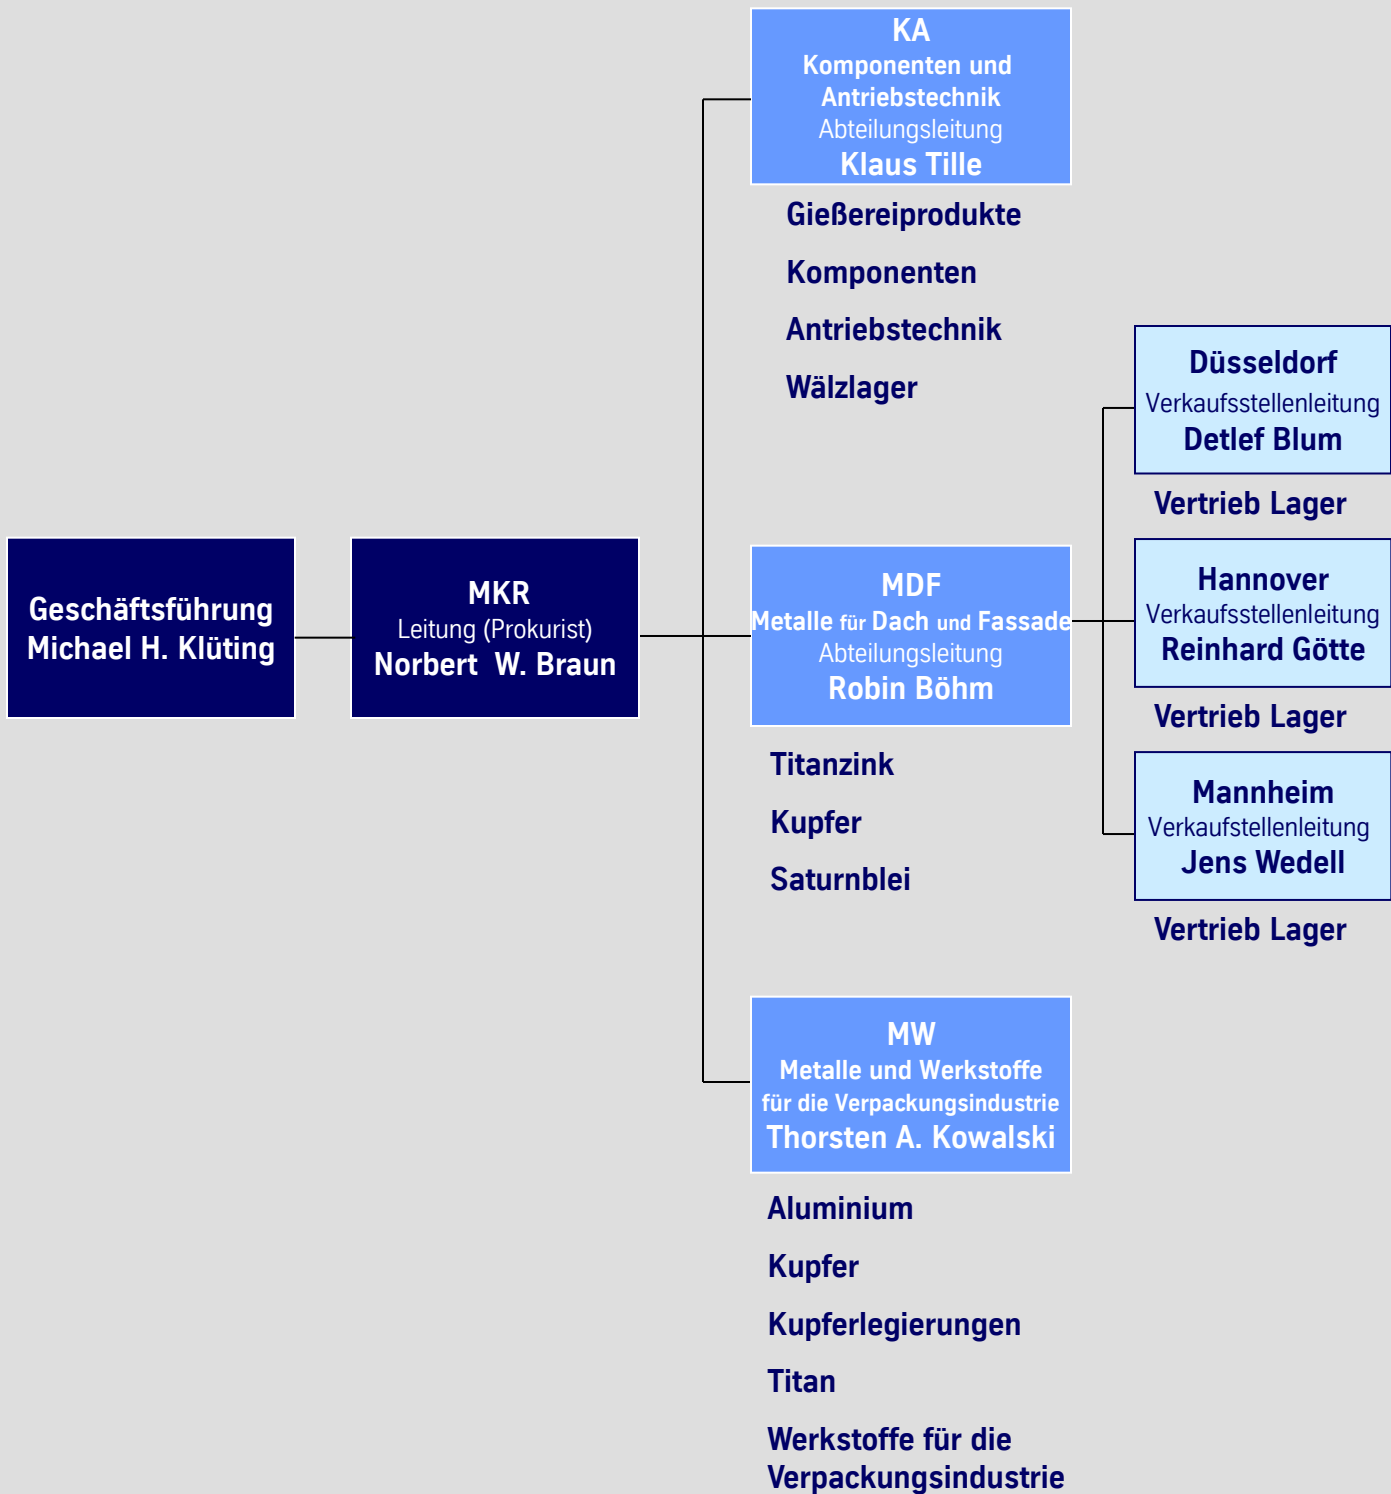 Geschäftsführung
Michael H. Klüting
MKR
Leitung (Prokurist)
Norbert W. Braun
KA
Komponenten und
Antriebstechnik
Abteilungsleitung
Klaus Tille
Gießereiprodukte
Komponenten
Antriebstechnik
Wälzlager
MDF
Metalle für Dach und Fassade
Abteilungsleitung
Robin Böhm
Titanzink
Kupfer
Saturnblei
Düsseldorf
Verkaufsstellenleitung
Detlef Blum
Vertrieb Lager
Hannover
Verkaufsstellenleitung
Reinhard Götte
Vertrieb Lager
Mannheim
Verkaufstellenleitung
Jens Wedell
Vertrieb Lager
MW
Metalle und Werkstoffe
für die Verpackungsindustrie
Thorsten A. Kowalski
Aluminium
Kupfer
Kupferlegierungen
Titan
Werkstoffe für die
Verpackungsindustrie